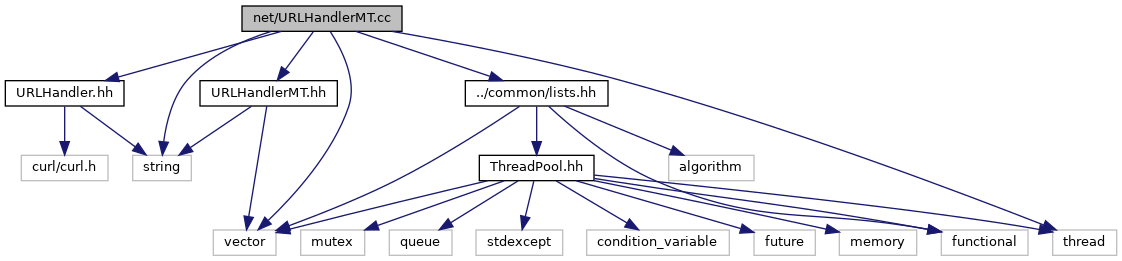 net/URLHandlerMT.cc
URLHandler.hh
URLHandlerMT.hh
../common/lists.hh
curl/curl.h
string
ThreadPool.hh
algorithm
vector
mutex
queue
stdexcept
condition_variable
future
memory
functional
thread